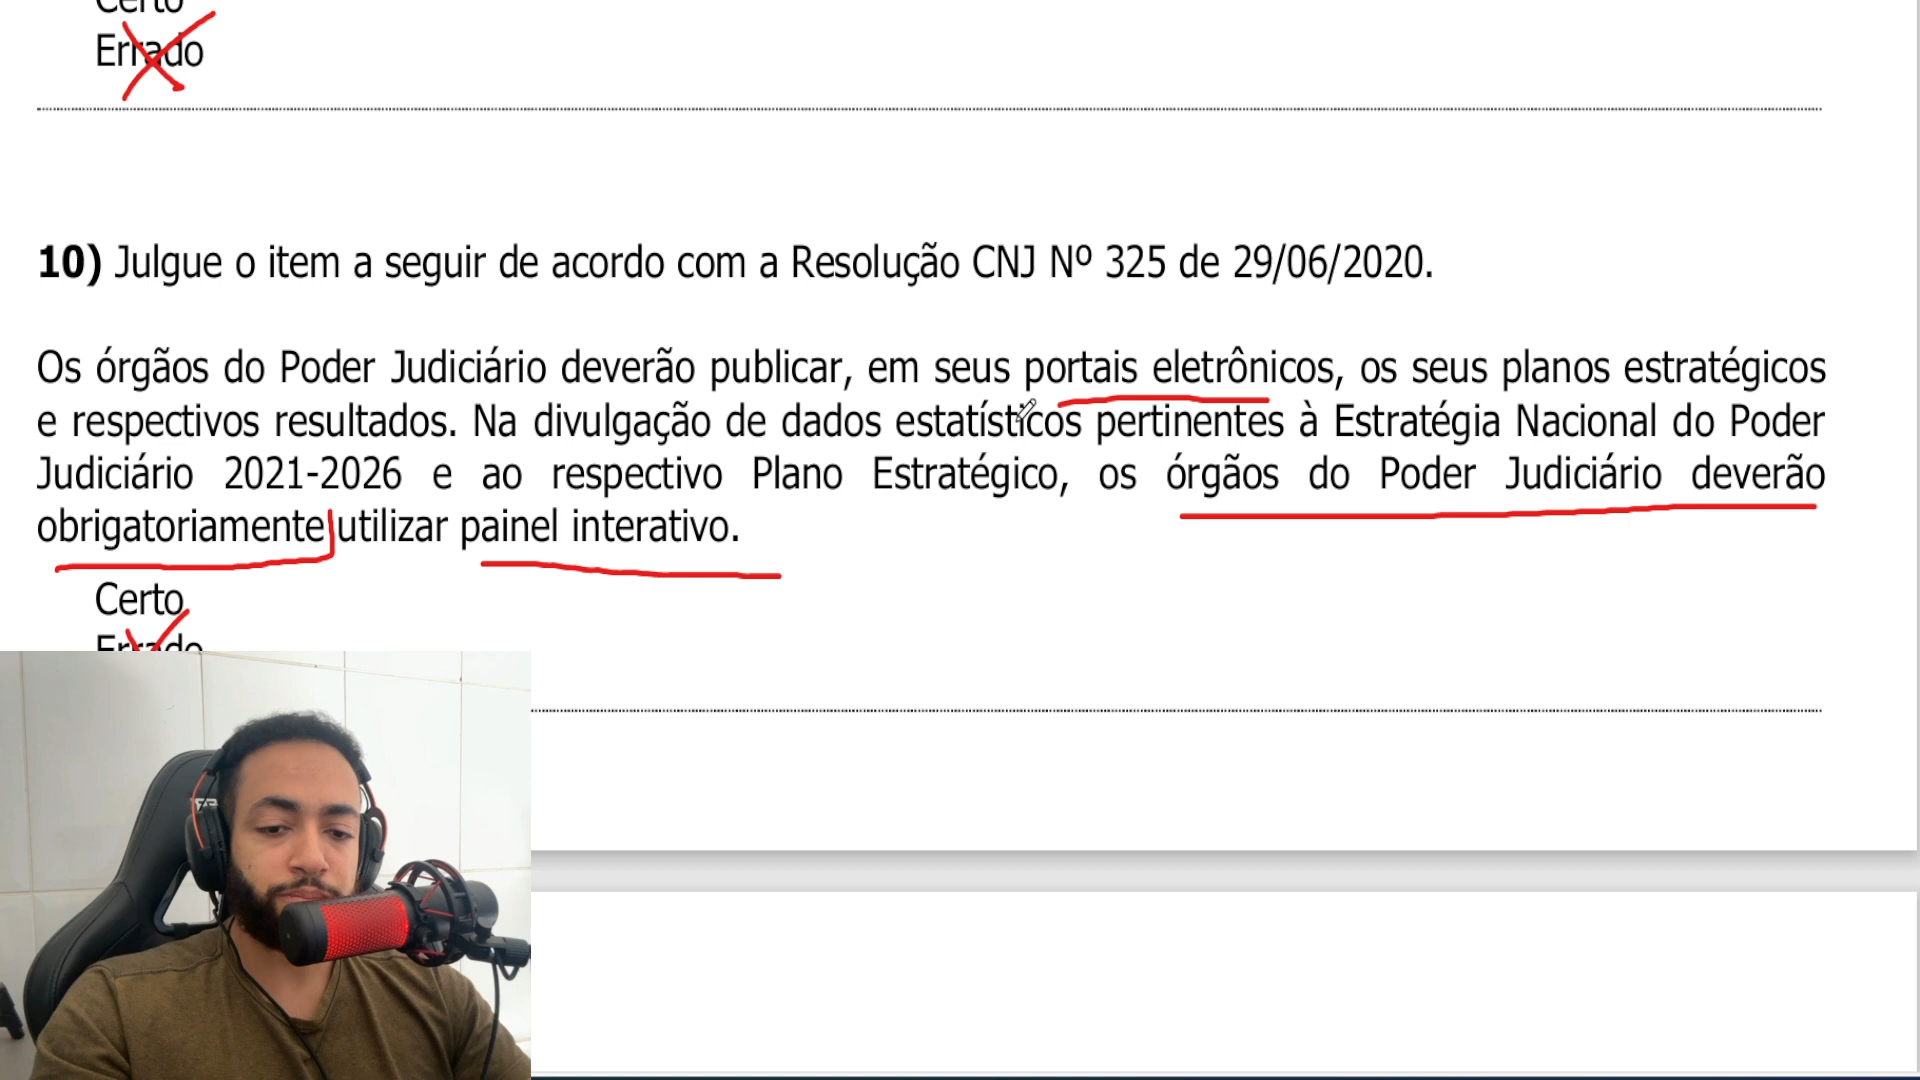 Certo
Errado
10) Julgue o item a seguir de acordo com a Resolução CNJ Nº 325 de 29/06/2020.
Os órgãos do Poder Judiciário deverão publicar, em seus portais eletrônicos, os seus planos estratégicos
e respectivos resultados. Na divulgação de dados estatísticos pertinentes à Estratégia Nacional do Poder
Judiciário 2021-2026 e ao respectivo Plano Estratégico, os órgãos do Poder Judiciário deverão
obrigatoriamente utilizar painel interativo.
Certo
Errado